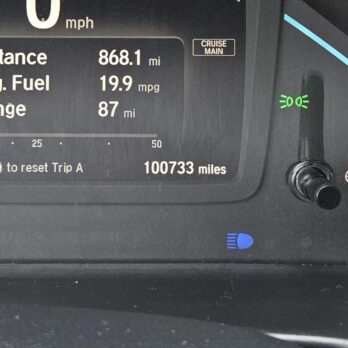 0 mph
tance 868.1 mi
CRUISE
MAIN
g. Fuel 19.9 mpg
nge 87 mi
25 50
to reset Trip A 100733 miles